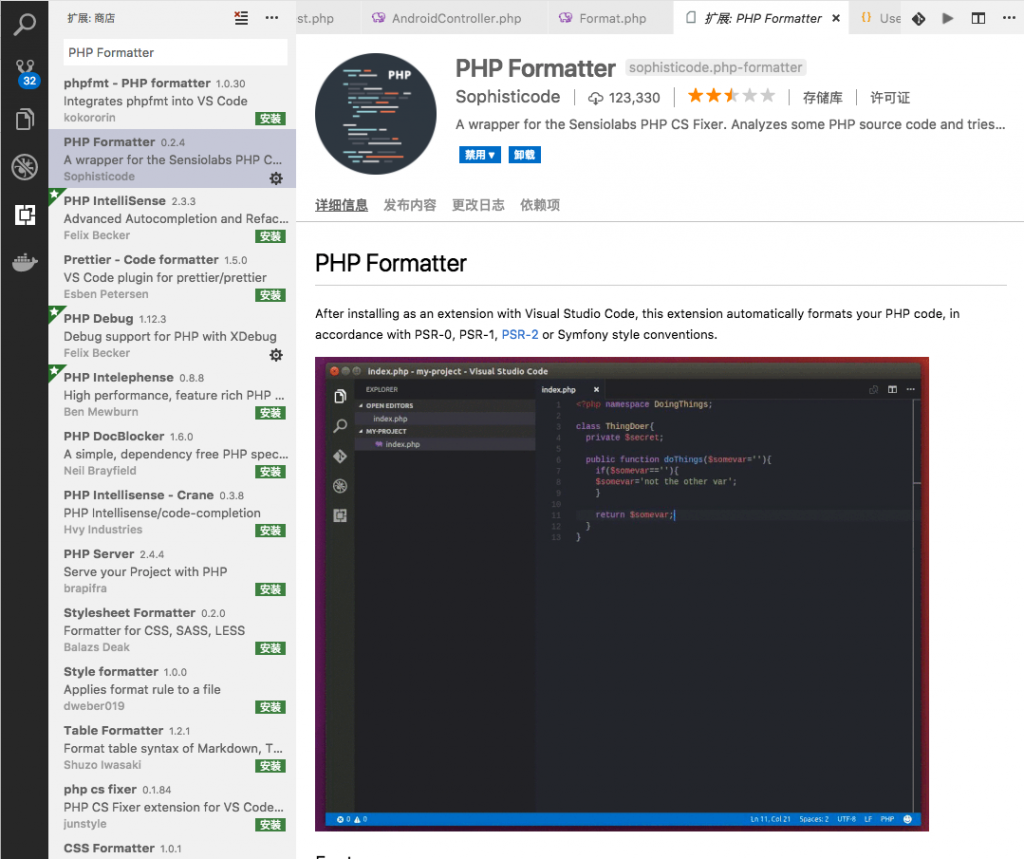 扩展: 商店
PHP Formatter
32
phpfmt - PHP formatter 1.0.30
Integrates phpfmt into VS Code
kokororin
安装
PHP Formatter 0.2.4
A wrapper for the Sensiolabs PHP C...
Sophisticode
PHP IntelliSense 2.3.3
Advanced Autocompletion and Refac...
Felix Becker
安装
Prettier - Code formatter 1.5.0
VS Code plugin for prettier/prettier
Esben Petersen
安装
PHP Debug 1.12.3
Debug support for PHP with XDebug
Felix Becker
PHP Intelephense 0.8.8
High performance, feature rich PHP ...
Ben Mewburn
安装
PHP DocBlocker 1.6.0
A simple, dependency free PHP spec...
Neil Brayfield
安装
PHP Intellisense - Crane 0.3.8
PHP Intellisense/code-completion
Hvy Industries
安装
PHP Server 2.4.4
Serve your Project with PHP
brapifra
安装
Stylesheet Formatter 0.2.0
Formatter for CSS, SASS, LESS
Balazs Deak
安装
Style formatter 1.0.0
Applies format rule to a file
dweber019
安装
Table Formatter 1.2.1
Format table syntax of Markdown, T...
Shuzo Iwasaki
安装
php cs fixer 0.1.84
PHP CS Fixer extension for VS Code...
junstyle
安装
CSS Formatter 1.0.1
st.php AndroidController.php Format.php 扩展: PHP Formatter × {} Use
PHP
PHP Formatter sophisticode.php-formatter
Sophisticode 123,330 存储库 许可证
A wrapper for the Sensiolabs PHP CS Fixer. Analyzes some PHP source code and tries...
禁用▼ 卸载
详细信息 发布内容 更改日志 依赖项
PHP Formatter
After installing as an extension with Visual Studio Code, this extension automatically formats your PHP code, in
accordance with PSR-0, PSR-1, PSR-2 or Symfony style conventions.
index.php - my-project - Visual Studio Code
EXPLORER
OPEN EDITORS
index.php
MY-PROJECT
index.php
index.php ×
1 <?php namespace DoingThings;
2
3 class ThingDoer{
4 private $secret;
5
6 public function doThings($somevar=''){
7 if($somevar==''){
8 $somevar='not the other var';
9 }
10
11 return $somevar;
12 }
13 }
0 0 Ln 11, Col 21 Spaces: 2 UTF-8 LF PHP